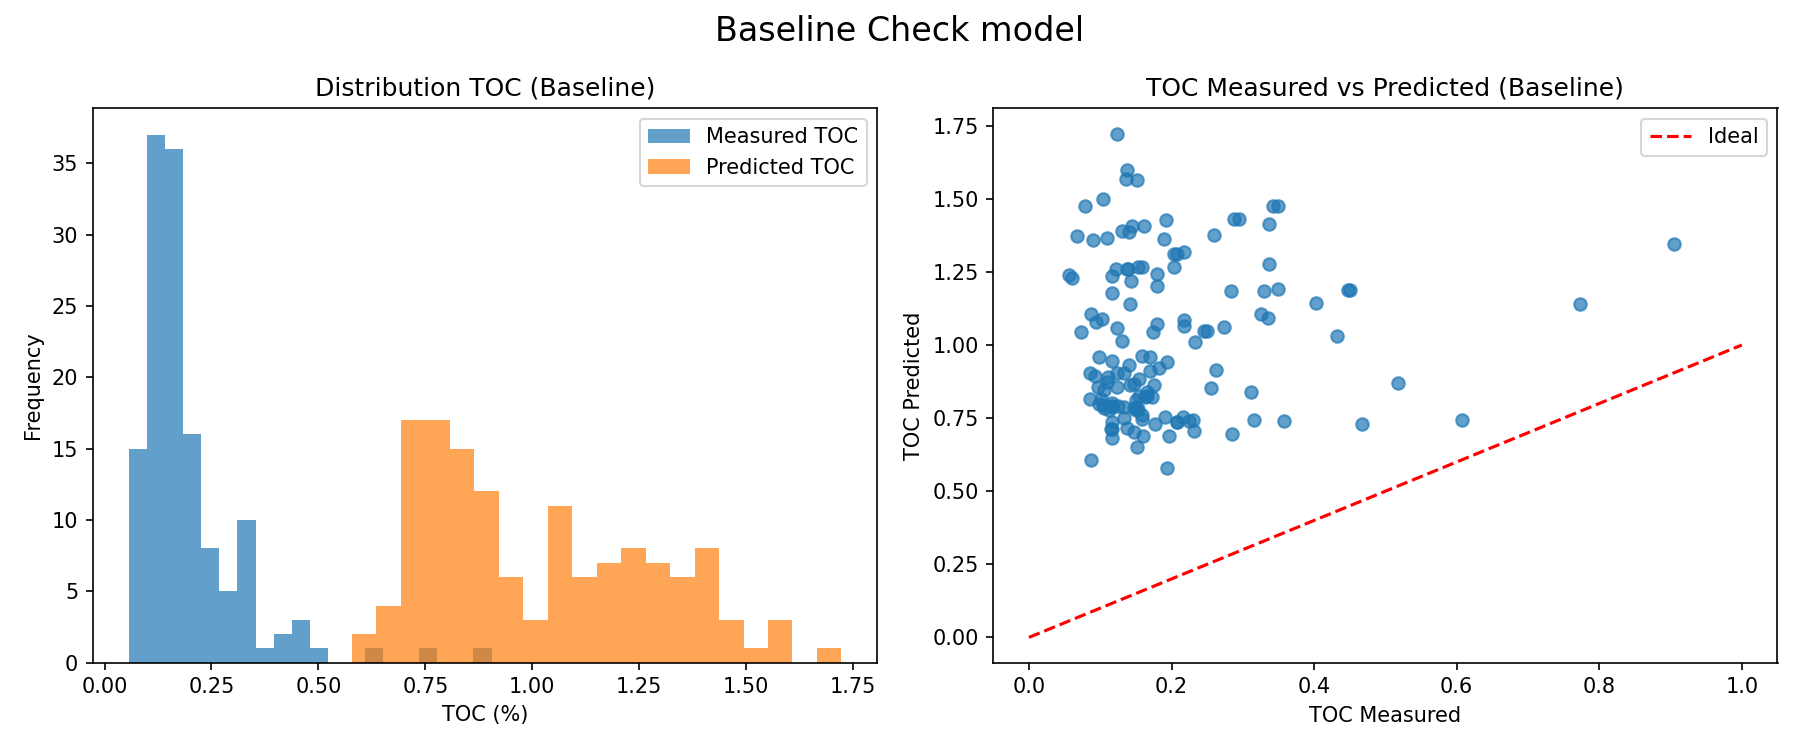 Baseline Check model
Distribution TOC (Baseline)
Measured TOC
Predicted TOC
Frequency
35
30
25
20
15
10
5
0
0.00 0.25 0.50 0.75 1.00 1.25 1.50 1.75
TOC (%)
TOC Measured vs Predicted (Baseline)
Ideal
TOC Predicted
1.75
1.50
1.25
1.00
0.75
0.50
0.25
0.00
0.0 0.2 0.4 0.6 0.8 1.0
TOC Measured